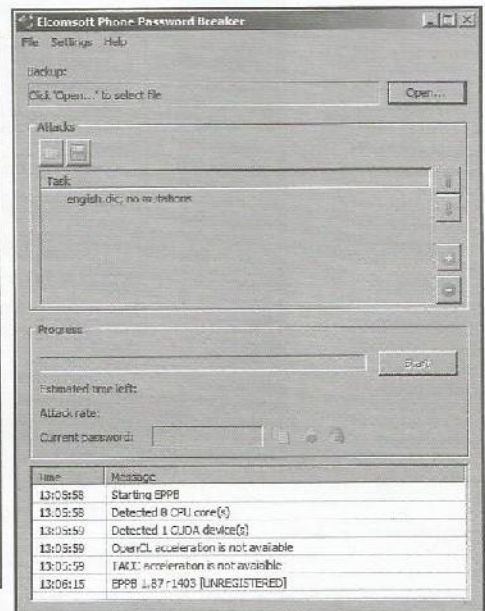 Elcomsoft Phone Password Breaker
File Settings Help
Backup:
Click "Open..." to select file
Open...
Attacks
Task
english.dic; no mutations
Progress
Start
Estimated time left:
Attack rate:
Current password:
Time Message
13:05:58 Starting EPPB
13:05:58 Detected 8 CPU core(s)
13:05:59 Detected 1 CUDA device(s)
13:05:59 OpenCL acceleration is not available
13:05:59 TACC acceleration is not available
13:06:15 EPPB 1.87 r1403 [UNREGISTERED]